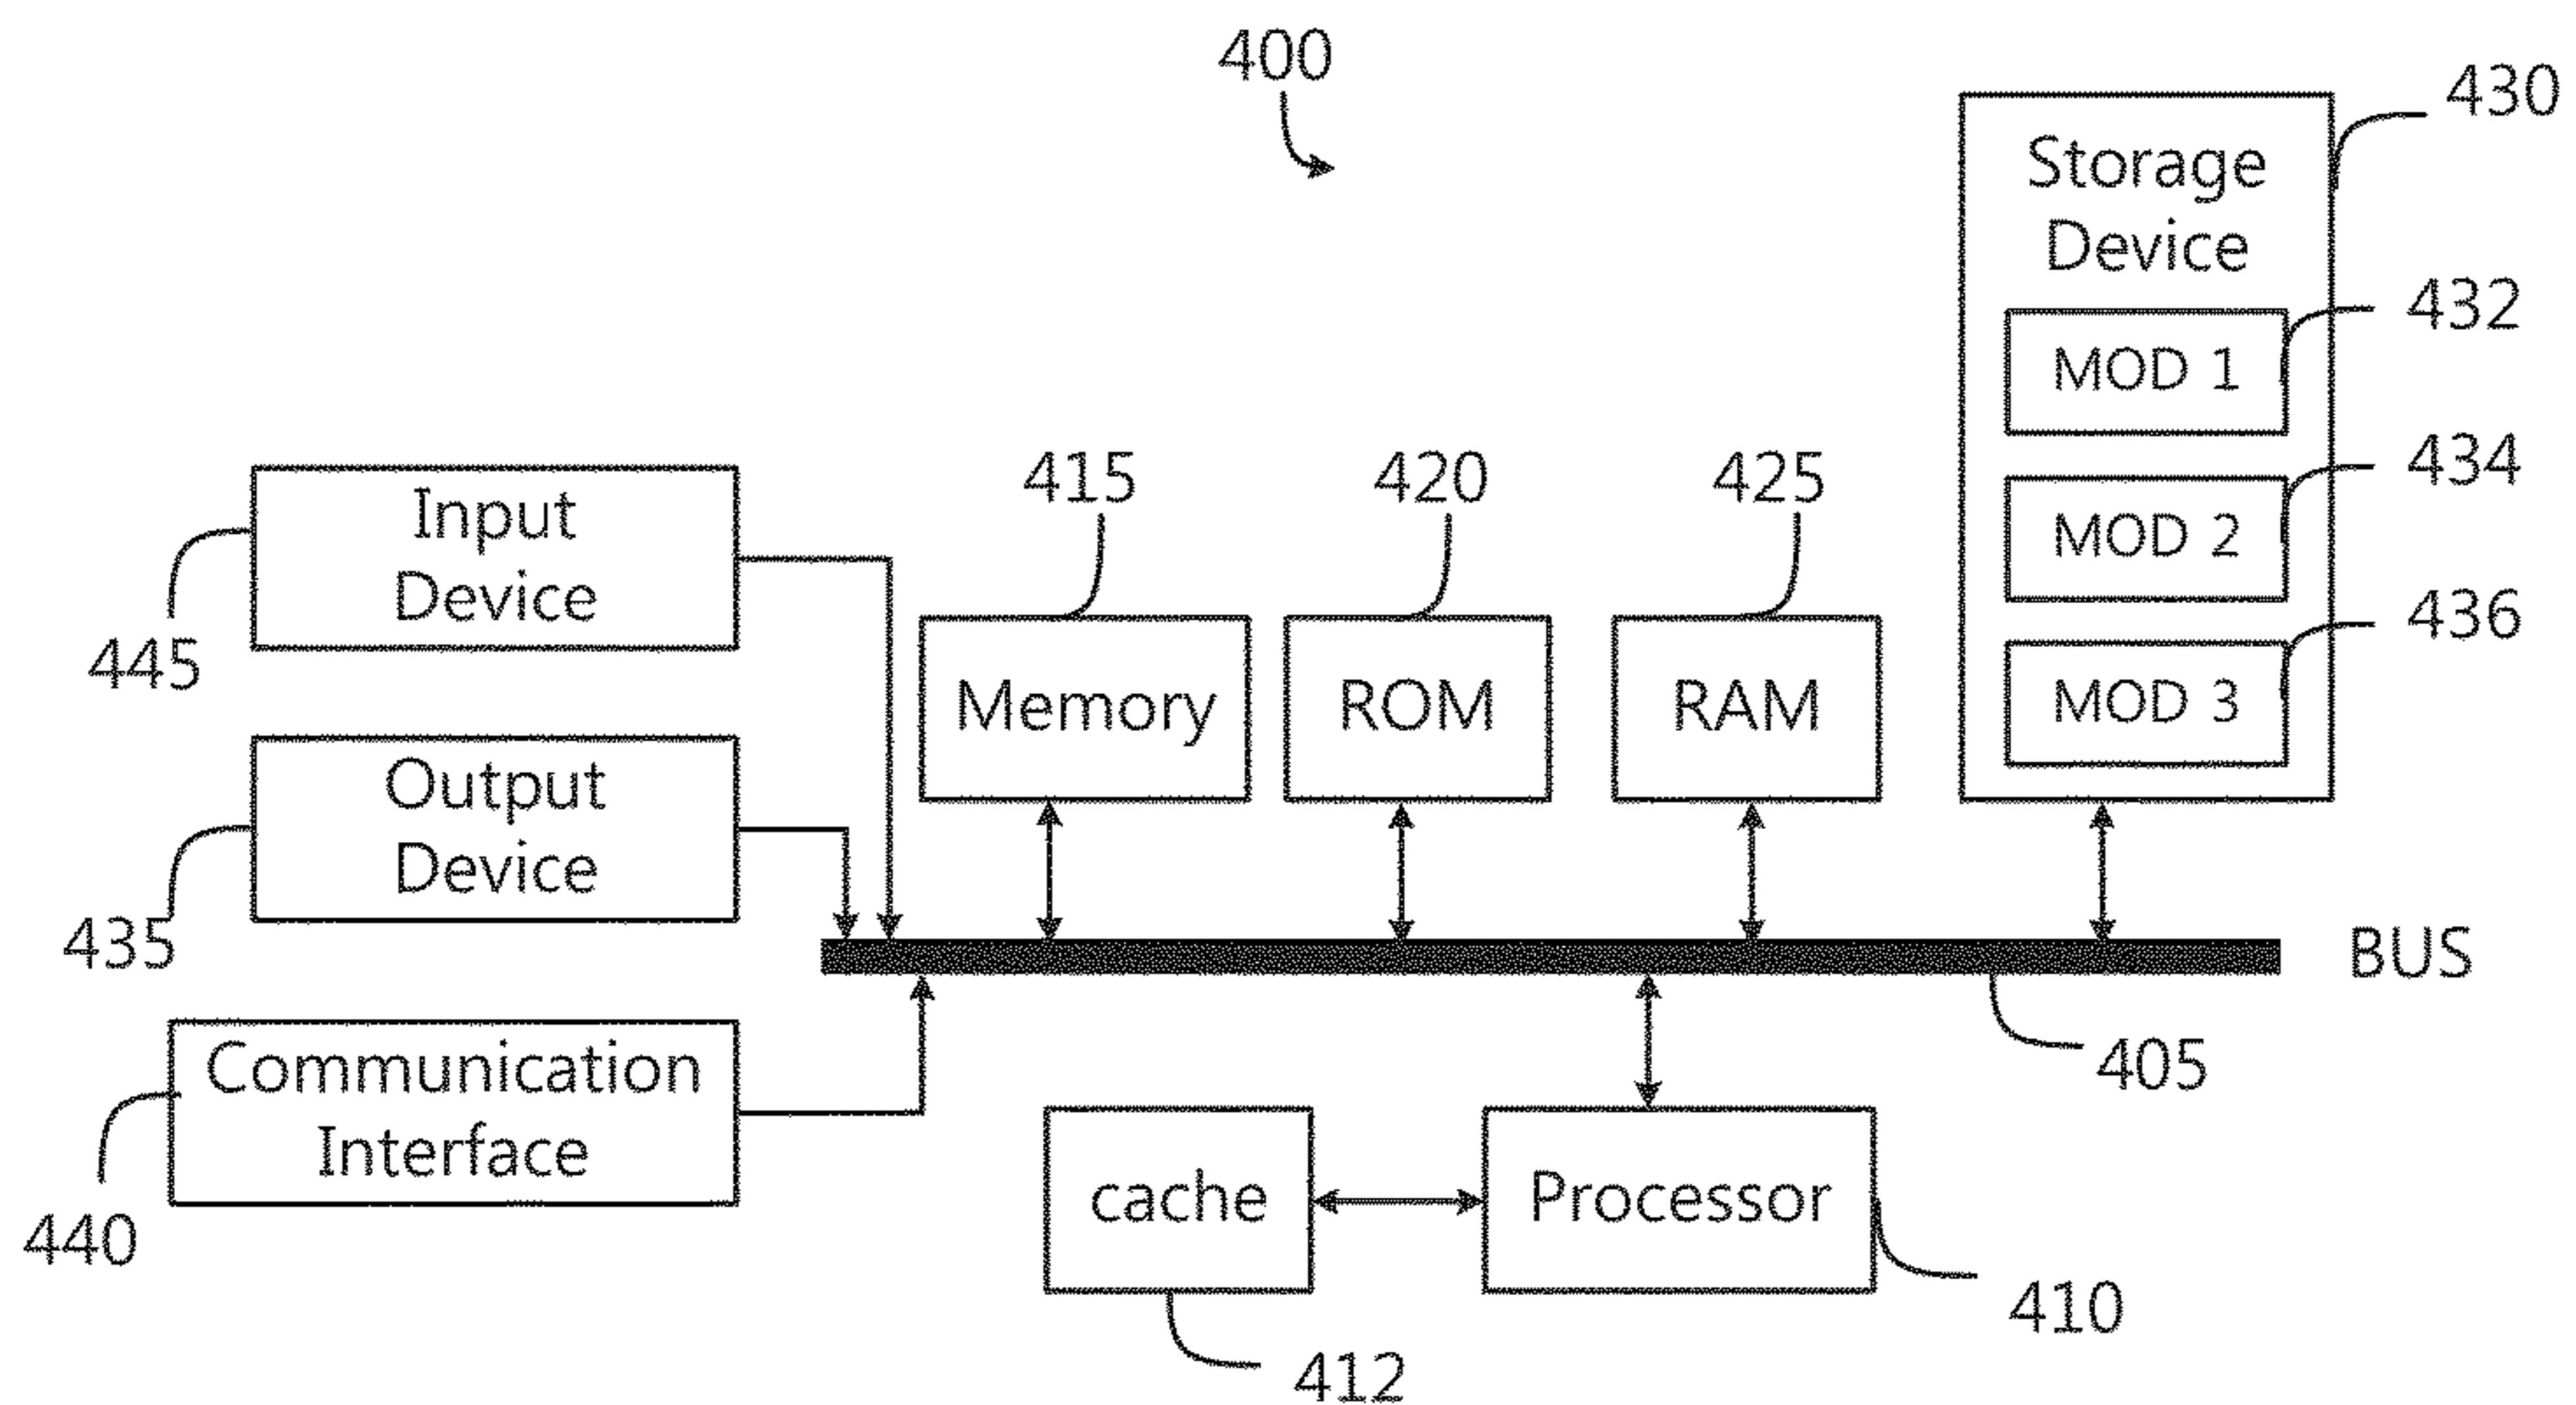 400
430
Storage
Device
432
MOD 1
434
MOD 2
436
MOD 3
415
420
425
Input
Device
445
Memory
ROM
RAM
Output
Device
435
BUS
405
Communication
Interface
440
cache
Processor
410
412